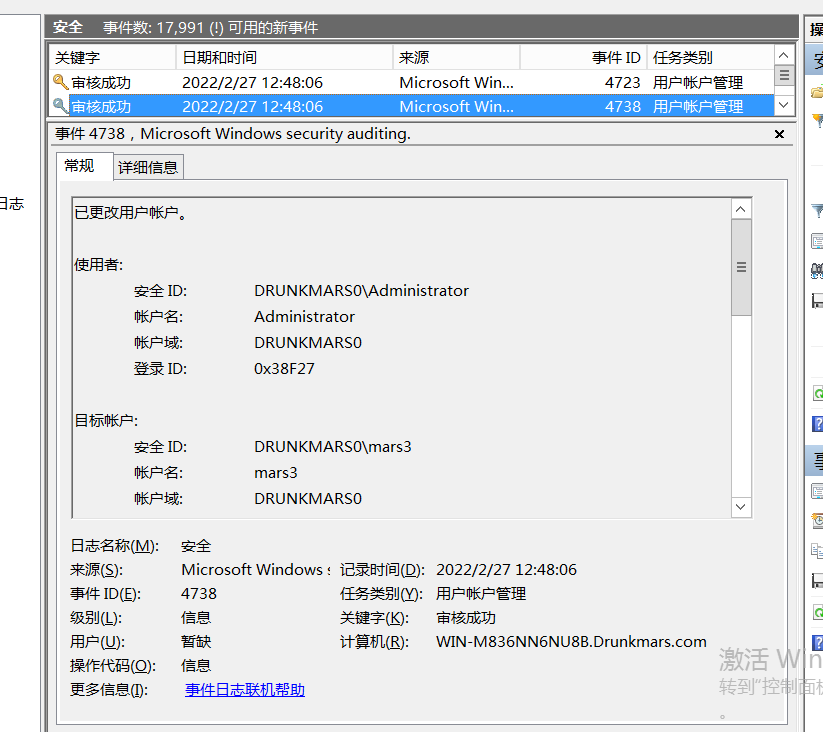 安全 事件数: 17,991 (!) 可用的新事件
关键字 日期和时间 来源 事件 ID 任务类别
审核成功 2022/2/27 12:48:06 Microsoft Win... 4723 用户帐户管理
审核成功 2022/2/27 12:48:06 Microsoft Win... 4738 用户帐户管理
事件 4738，Microsoft Windows security auditing.
常规 详细信息
日志
已更改用户帐户。
使用者:
安全 ID: DRUNKMARS0\Administrator
帐户名: Administrator
帐户域: DRUNKMARS0
登录 ID: 0x38F27
目标帐户:
安全 ID: DRUNKMARS0\mars3
帐户名: mars3
帐户域: DRUNKMARS0
日志名称(M): 安全
来源(S): Microsoft Windows s 记录时间(D): 2022/2/27 12:48:06
事件 ID(E): 4738 任务类别(Y): 用户帐户管理
级别(L): 信息 关键字(K): 审核成功
用户(U): 暂缺 计算机(R): WIN-M836NN6NU8B.Drunkmars.com
操作代码(O): 信息
更多信息(I): 事件日志联机帮助
激活 Win
转到"控制面板
。